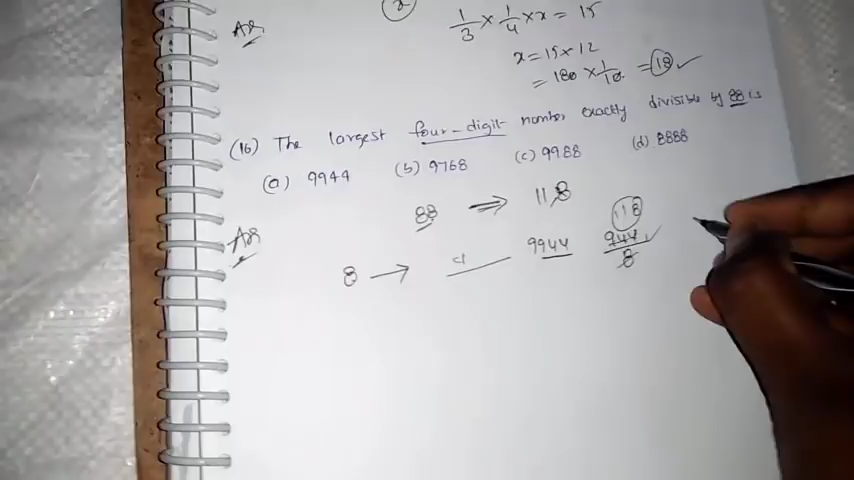 Ans
1/3 × 1/4 × x = 15
x = 15 × 12
= 180 × 1/10 = 18 ✓
(16) The largest four-digit number exactly divisible by 88 is
(a) 9944 (b) 9768 (c) 9988 (d) 8888
88 ⇒ 11,8
Ans
8 → 9944 944/8 118 ✓